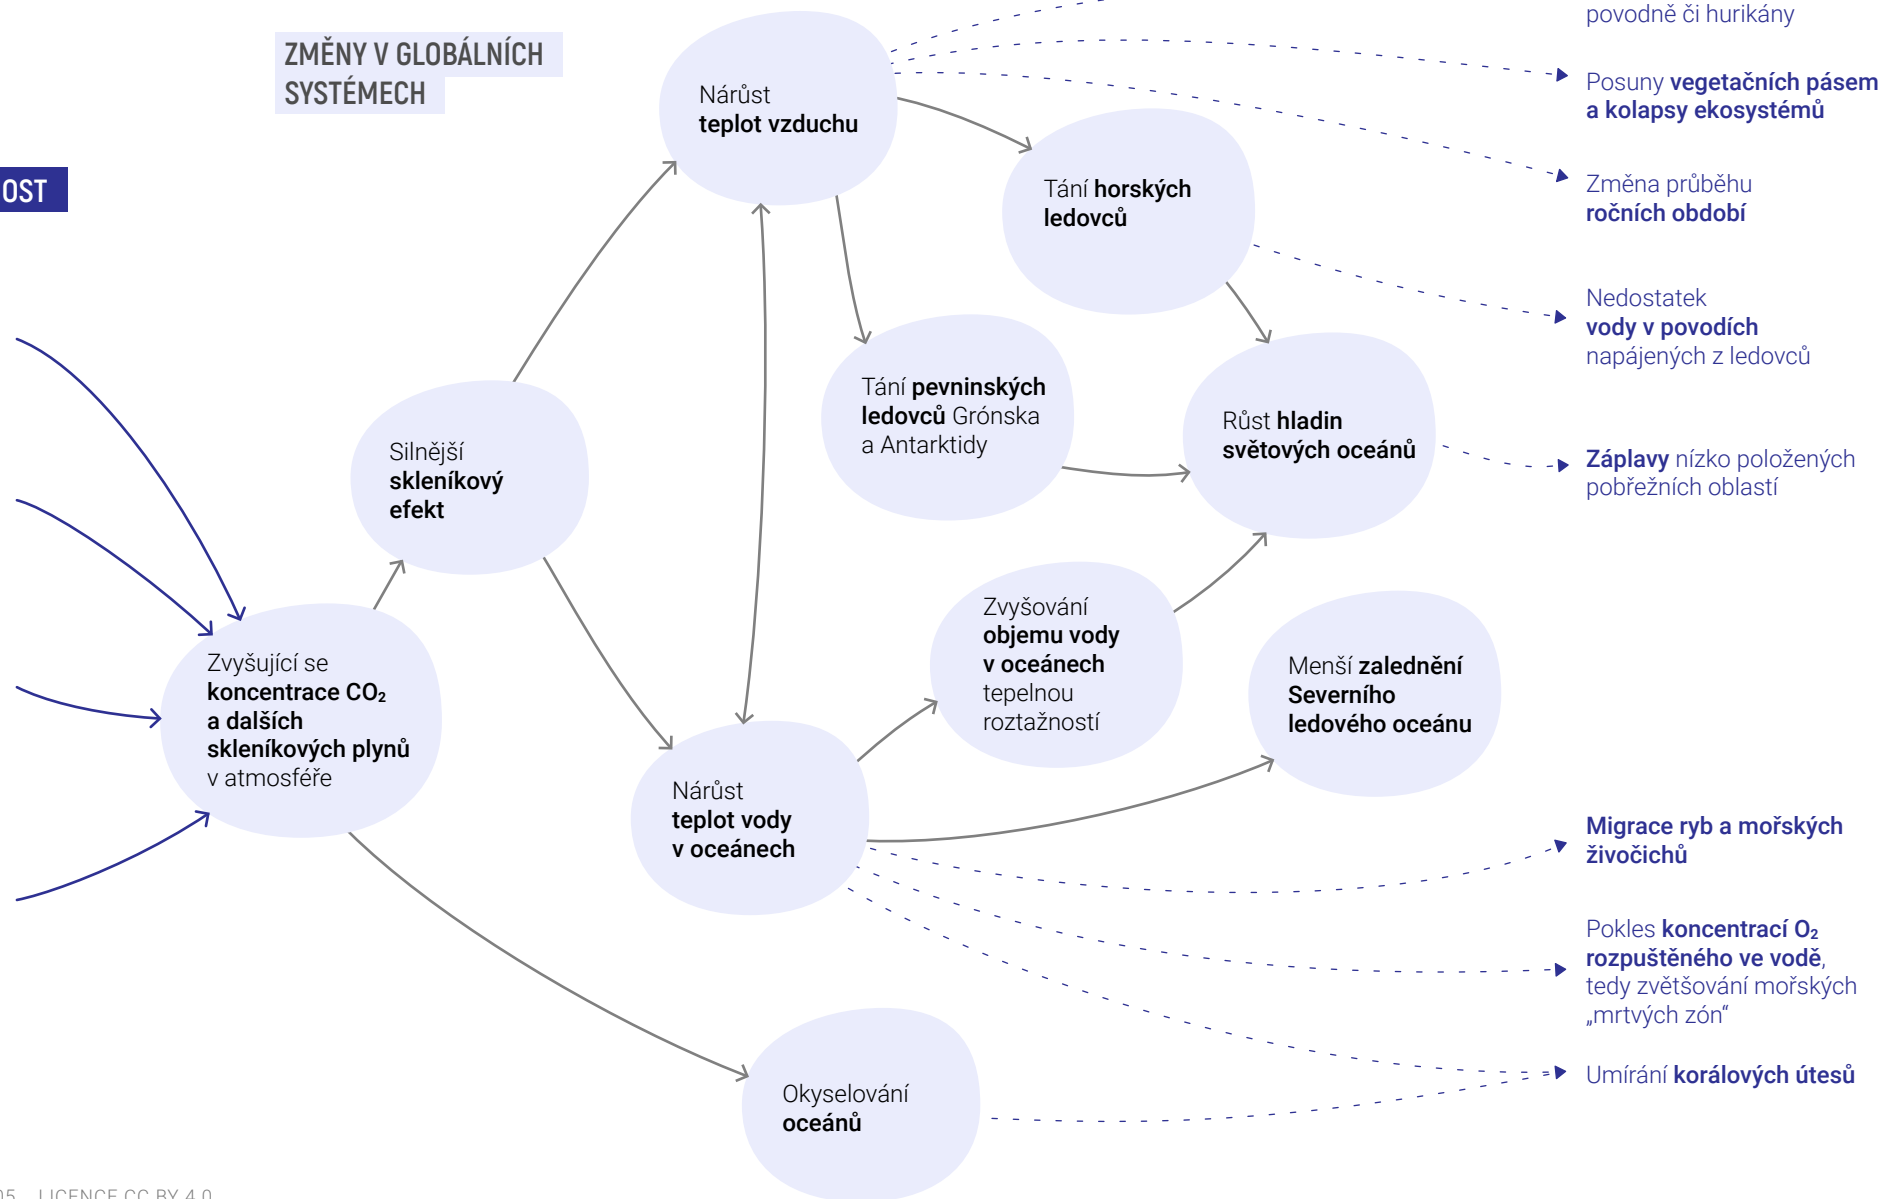 povodně či hurikány
ZMĚNY V GLOBÁLNÍCH
SYSTÉMECH
OST
Nárůst
teplot vzduchu
Posuny vegetačních pásem
a kolapsy ekosystémů
Tání horských
ledovců
Změna průběhu
ročních období
Nedostatek
vody v povodích
napájených z ledovců
Tání pevninských
ledovců Grónska
a Antarktidy
Růst hladin
světových oceánů
Silnější
skleníkový
efekt
Záplavy nízko položených
pobřežních oblastí
Zvyšující se
koncentrace CO₂
a dalších
skleníkových plynů
v atmosféře
Zvyšování
objemu vody
v oceánech
tepelnou
roztažností
Menší zalednění
Severního
ledového oceánu
Nárůst
teplot vody
v oceánech
Migrace ryb a mořských
živočichů
Pokles koncentrací O₂
rozpuštěného ve vodě,
tedy zvětšování mořských
„mrtvých zón“
Umírání korálových útesů
Okyselování
oceánů
05 LICENCE CC BY 4.0